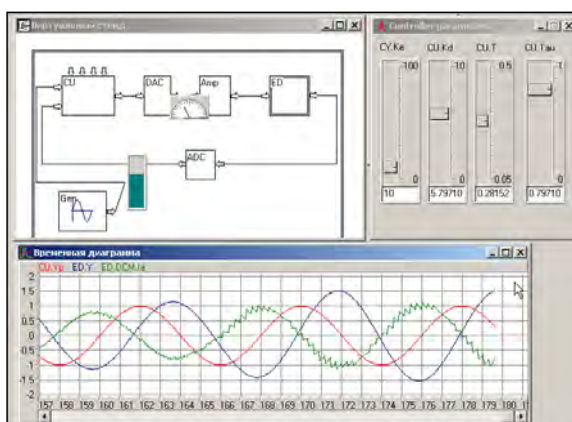 Виртуальный стенд
CU
DAC
Amp
ED
ADC
Gen
Controller parameters
CY.Ke CU.Kd CU.T CU.Tau
100 10 0.5 1
0 0 0.05 0
10 5.79710 0.28152 0.79710
Временная диаграмма
CU.Yp ED.Y ED.DCM.Ia
2
1.5
1
0.5
0
-0.5
-1
-1.5
-2
157 158 159 160 161 162 163 164 165 166 167 168 169 170 171 172 173 174 175 176 177 178 179 180